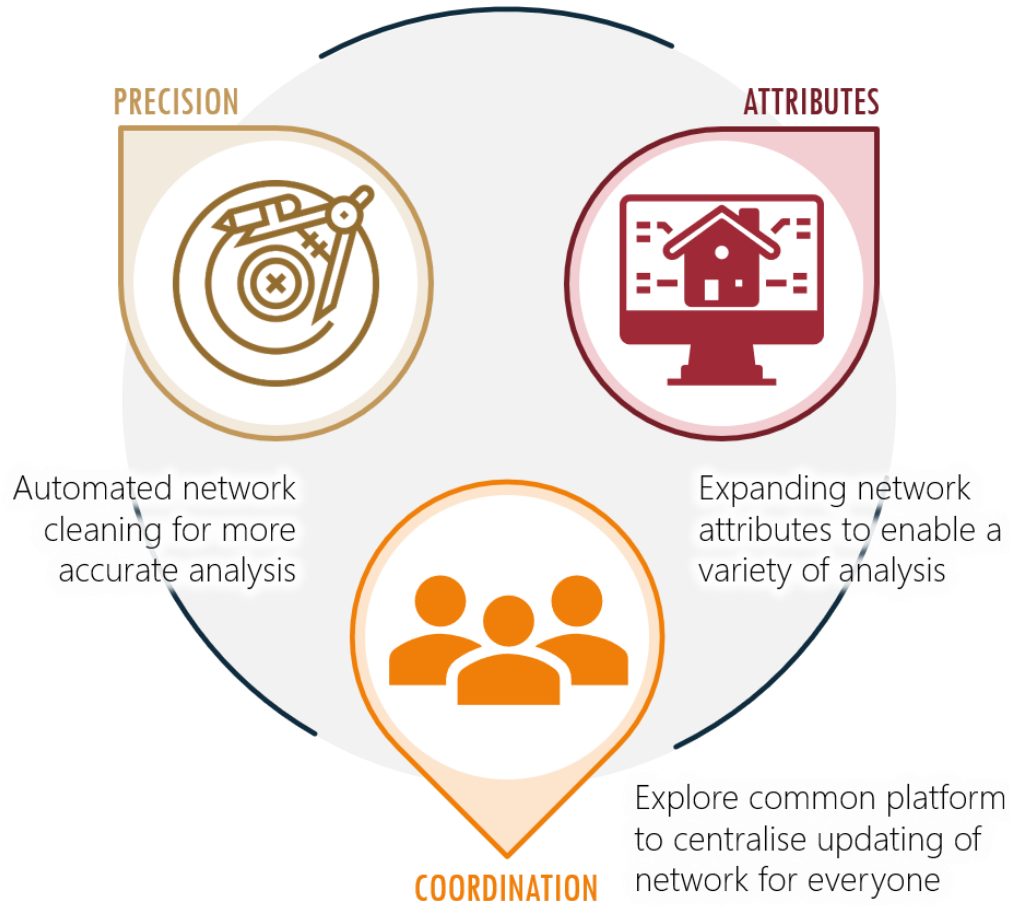 PRECISION
Automated network
cleaning for more
accurate analysis
ATTRIBUTES
Expanding network
attributes to enable a
variety of analysis
COORDINATION
Explore common platform
to centralise updating of
network for everyone